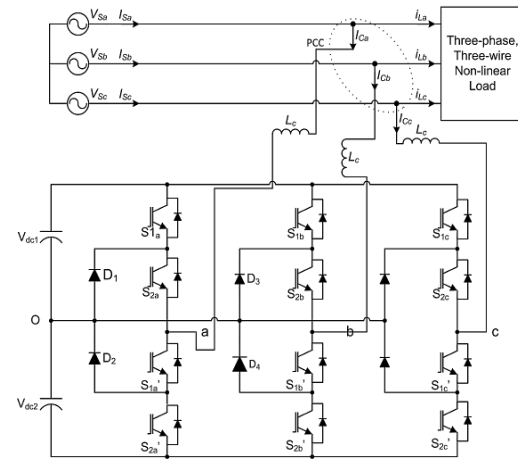 V_Sa I_Sa i_La
PCC I_Ca
V_Sb I_Sb i_Lb
I_Cb
V_Sc I_Sc i_Lc
I_Cc
Three-phase,
Three-wire
Non-linear
Load
L_c L_c L_c
V_dc1 S_1a S_1b S_1c
D_1 S_2a D_3 S_2b S_2c
O a b c
D_2 S_1a' D_4 S_1b' S_1c'
V_dc2 S_2a' S_2b' S_2c'